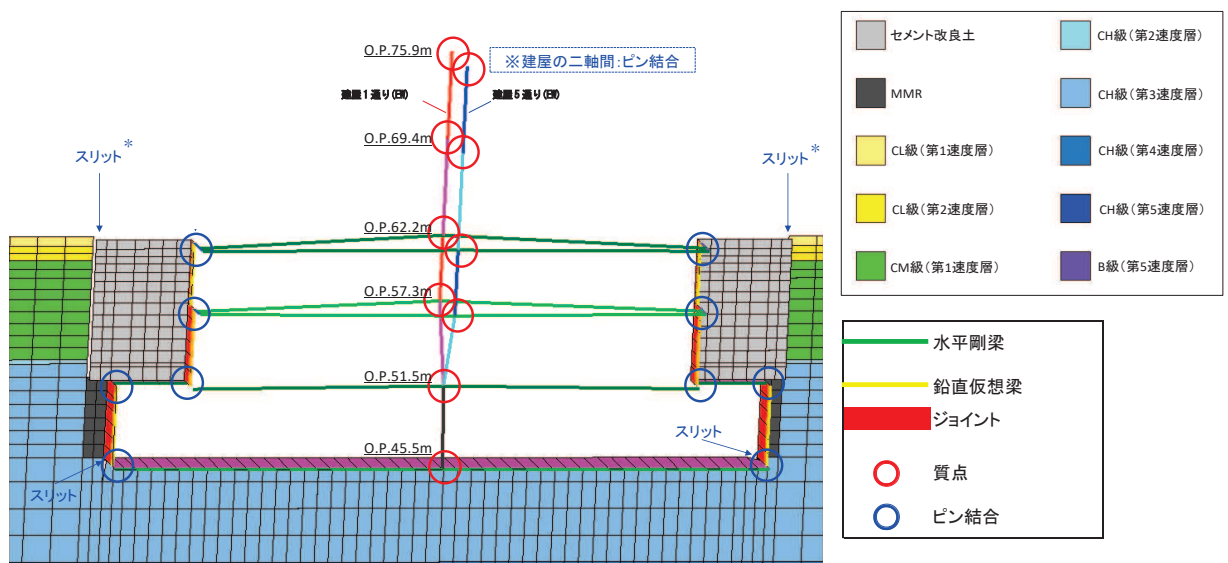 O.P.75.9m
※建屋の二軸間:ピン結合
建屋1通り(EW)
建屋5通り(EW)
O.P.69.4m
スリット*
スリット*
O.P.62.2m
O.P.57.3m
O.P.51.5m
O.P.45.5m
スリット
スリット
セメント改良土
MMR
CL級(第1速度層)
CL級(第2速度層)
CM級(第1速度層)
CH級(第2速度層)
CH級(第3速度層)
CH級(第4速度層)
CH級(第5速度層)
B級(第5速度層)
水平剛梁
鉛直仮想梁
ジョイント
質点
ピン結合